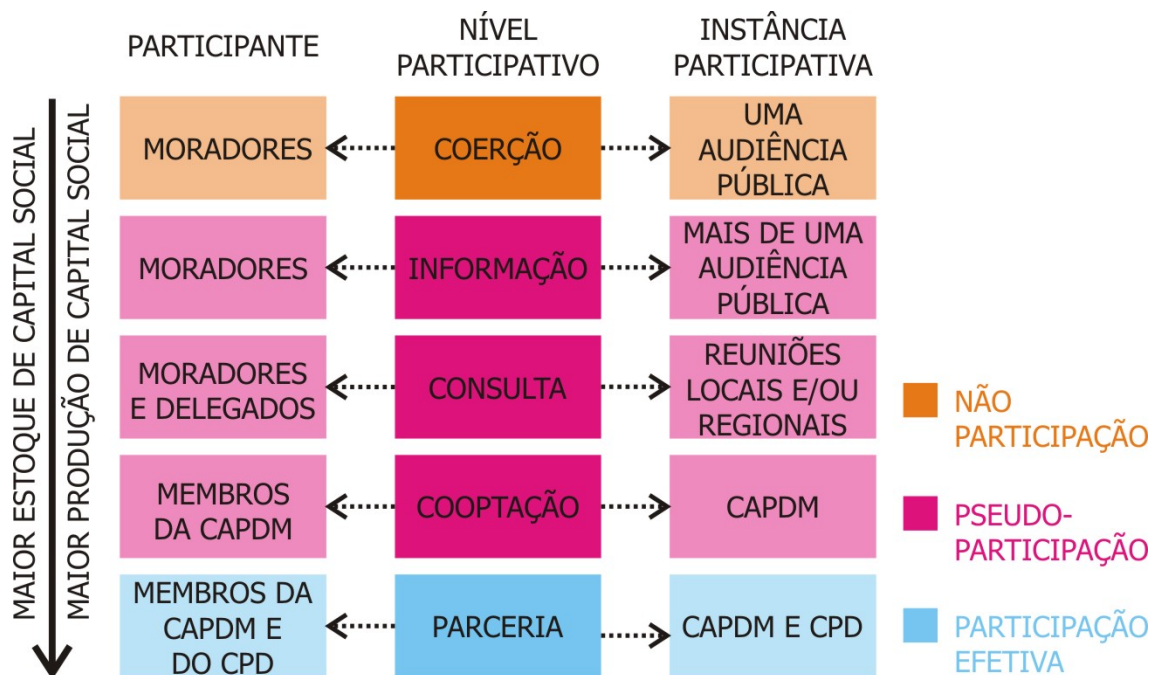 PARTICIPANTE
NÍVEL
PARTICIPATIVO
INSTÂNCIA
PARTICIPATIVA
MAIOR ESTOQUE DE CAPITAL SOCIAL
MAIOR PRODUÇÃO DE CAPITAL SOCIAL
MORADORES
COERÇÃO
UMA
AUDIÊNCIA
PÚBLICA
MORADORES
INFORMAÇÃO
MAIS DE UMA
AUDIÊNCIA
PÚBLICA
MORADORES
E DELEGADOS
CONSULTA
REUNIÕES
LOCAIS E/OU
REGIONAIS
MEMBROS
DA CAPDM
COOPTAÇÃO
CAPDM
MEMBROS DA
CAPDM E
DO CPD
PARCERIA
CAPDM E CPD
NÃO
PARTICIPAÇÃO
PSEUDO-
PARTICIPAÇÃO
PARTICIPAÇÃO
EFETIVA